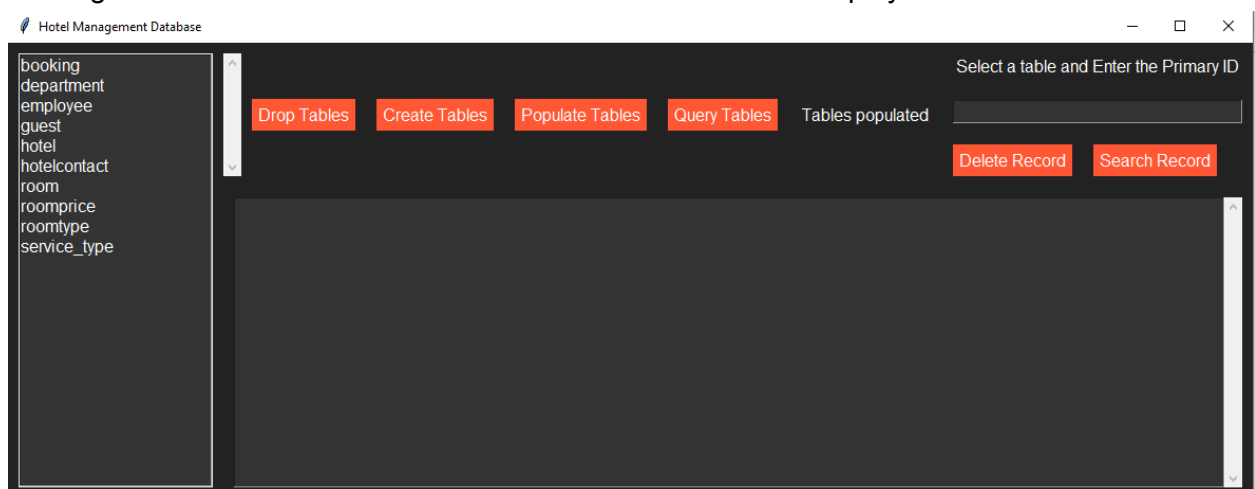 Hotel Management Database
booking
department
employee
guest
hotel
hotelcontact
room
roomprice
roomtype
service_type
Drop Tables Create Tables Populate Tables Query Tables Tables populated
Select a table and Enter the Primary ID
Delete Record Search Record